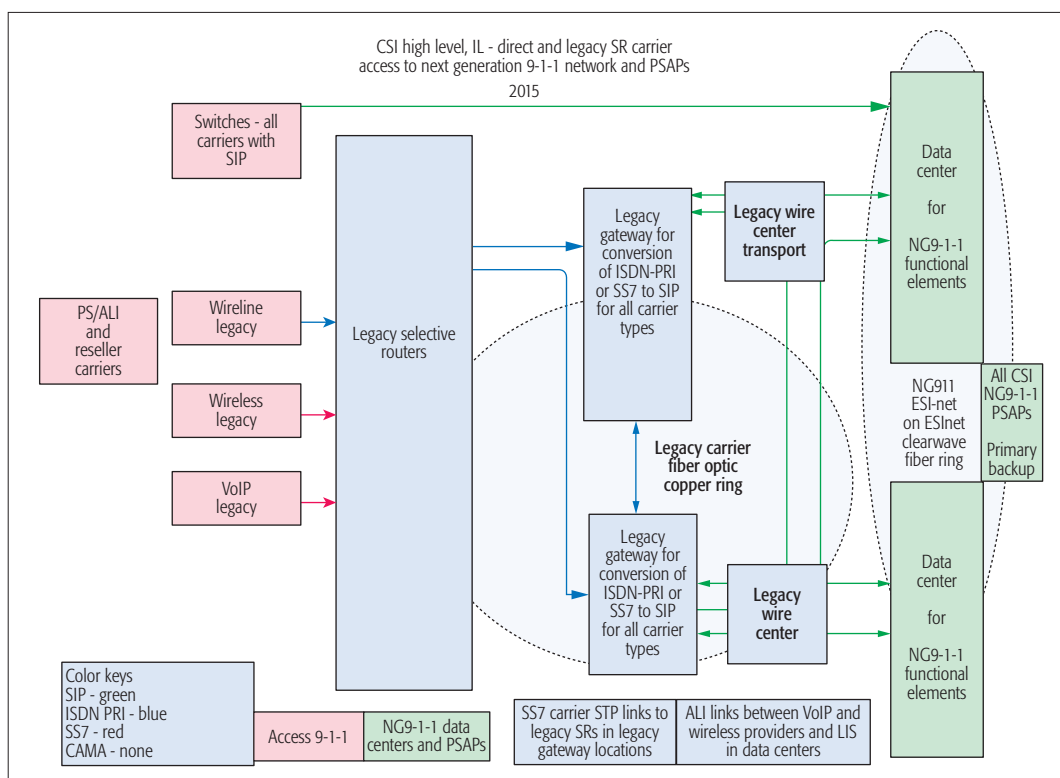 CSI high level, IL - direct and legacy SR carrier
access to next generation 9-1-1 network and PSAPs
2015
Switches - all
carriers with
SIP
PS/ALI
and
reseller
carriers
Wireline
legacy
Wireless
legacy
VoIP
legacy
Legacy selective
routers
Legacy
gateway for
conversion
of ISDN-PRI
or SS7 to SIP
for all carrier
types
Legacy wire
center
transport
Legacy carrier
fiber optic
copper ring
Legacy
gateway for
conversion of
ISDN-PRI or
SS7 to SIP
for all carrier
types
Legacy
wire
center
Data
center
for
NG9-1-1
functional
elements
NG911
ESI-net
on ESInet
clearwave
fiber ring
All CSI
NG9-1-1
PSAPs
Primary
backup
Data
center
for
NG9-1-1
functional
elements
Color keys
SIP - green
ISDN PRI - blue
SS7 - red
CAMA - none
Access 9-1-1
NG9-1-1 data
centers and PSAPs
SS7 carrier STP links to
legacy SRs in legacy
gateway locations
ALI links between VoIP and
wireless providers and LIS
in data centers